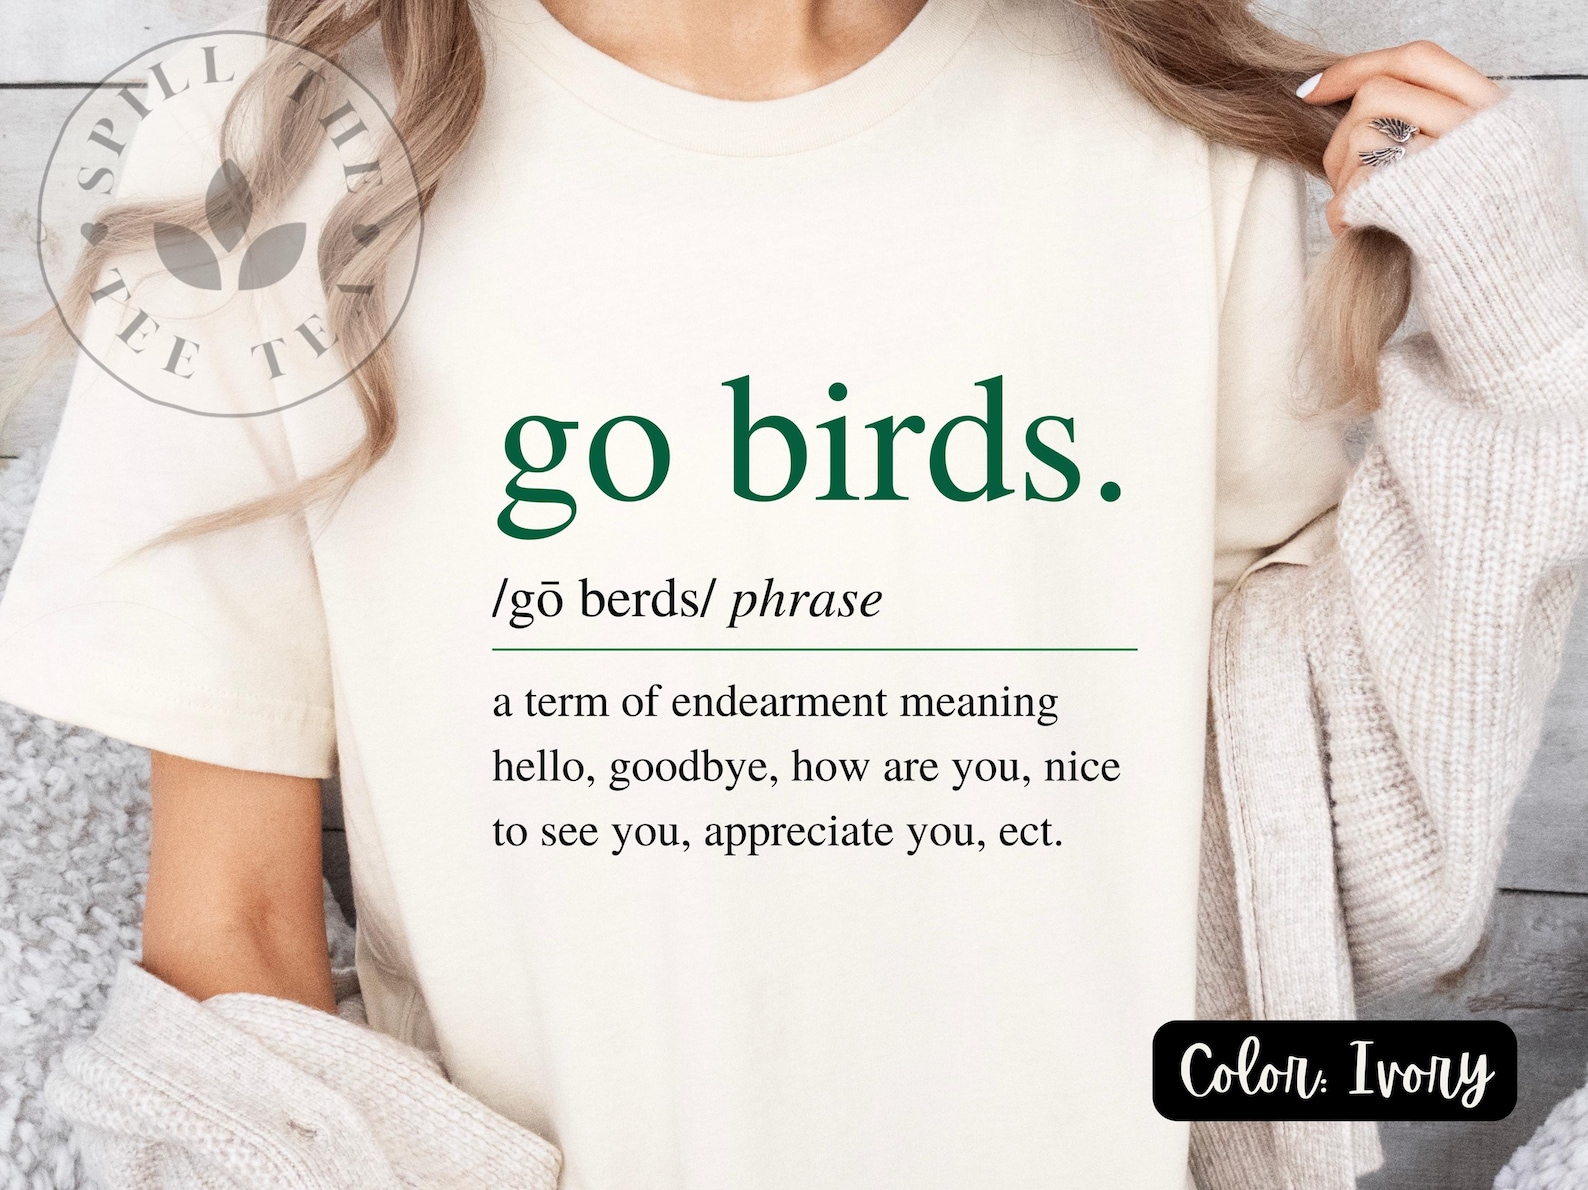 SPILL THE
TEE TEA
go birds.
/gō berds/ phrase
a term of endearment meaning
hello, goodbye, how are you, nice
to see you, appreciate you, ect.
Color: Ivory